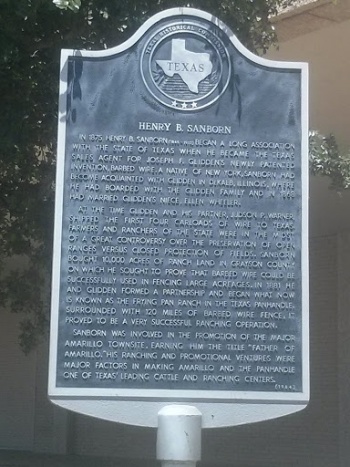 TEXAS HISTORICAL COMMISSION
TEXAS
HENRY B. SANBORN
IN 1875 HENRY B. SANBORN BEGAN A LONG ASSOCIATION
WITH THE STATE OF TEXAS WHEN HE BECAME THE TEXAS
SALES AGENT FOR JOSEPH F. GLIDDEN'S NEWLY PATENTED
INVENTION, BARBED WIRE. A NATIVE OF NEW YORK, SANBORN HAD
BECOME ACQUAINTED WITH GLIDDEN IN DEKALB, ILLINOIS, WHERE
HE HAD BOARDED WITH THE GLIDDEN FAMILY AND IN
HAD MARRIED GLIDDEN'S NIECE, ELLEN WHEELER.
AT THE TIME GLIDDEN AND HIS PARTNER, JUDSON P. WARNER
SHIPPED THE FIRST FOUR CARLOADS OF WIRE TO TEXAS
FARMERS AND RANCHERS OF THE STATE WERE IN THE MIDST
OF A GREAT CONTROVERSY OVER THE PRESERVATION OF OPEN
RANGES VERSUS CLOSED PROTECTION OF FIELDS. SANBORN
BOUGHT 10,000 ACRES OF RANCH LAND IN GRAYSON COUNTY
ON WHICH HE SOUGHT TO PROVE THAT BARBED WIRE COULD BE
SUCCESSFULLY USED IN FENCING LARGE ACREAGES. IN 1881 HE
AND GLIDDEN FORMED A PARTNERSHIP AND BEGAN WHAT NOW
IS KNOWN AS THE FRYING PAN RANCH IN THE TEXAS PANHANDLE.
SURROUNDED WITH 120 MILES OF BARBED WIRE FENCE, IT
PROVED TO BE A VERY SUCCESSFUL RANCHING OPERATION.
SANBORN WAS INVOLVED IN THE PROMOTION OF THE MAJOR
AMARILLO TOWNSITE, EARNING HIM THE TITLE "FATHER OF
AMARILLO." HIS RANCHING AND PROMOTIONAL VENTURES WERE
MAJOR FACTORS IN MAKING AMARILLO AND THE PANHANDLE
ONE OF TEXAS' LEADING CATTLE AND RANCHING CENTERS.